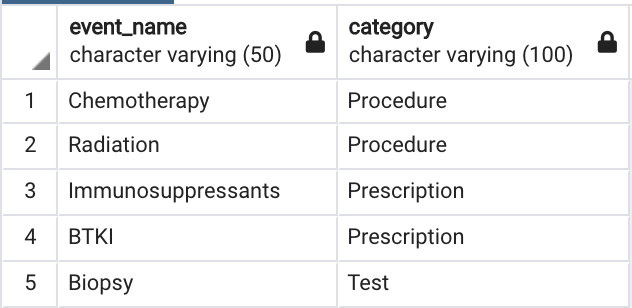 event_name category
character varying (50) character varying (100)
1 Chemotherapy Procedure
2 Radiation Procedure
3 Immunosuppressants Prescription
4 BTKI Prescription
5 Biopsy Test